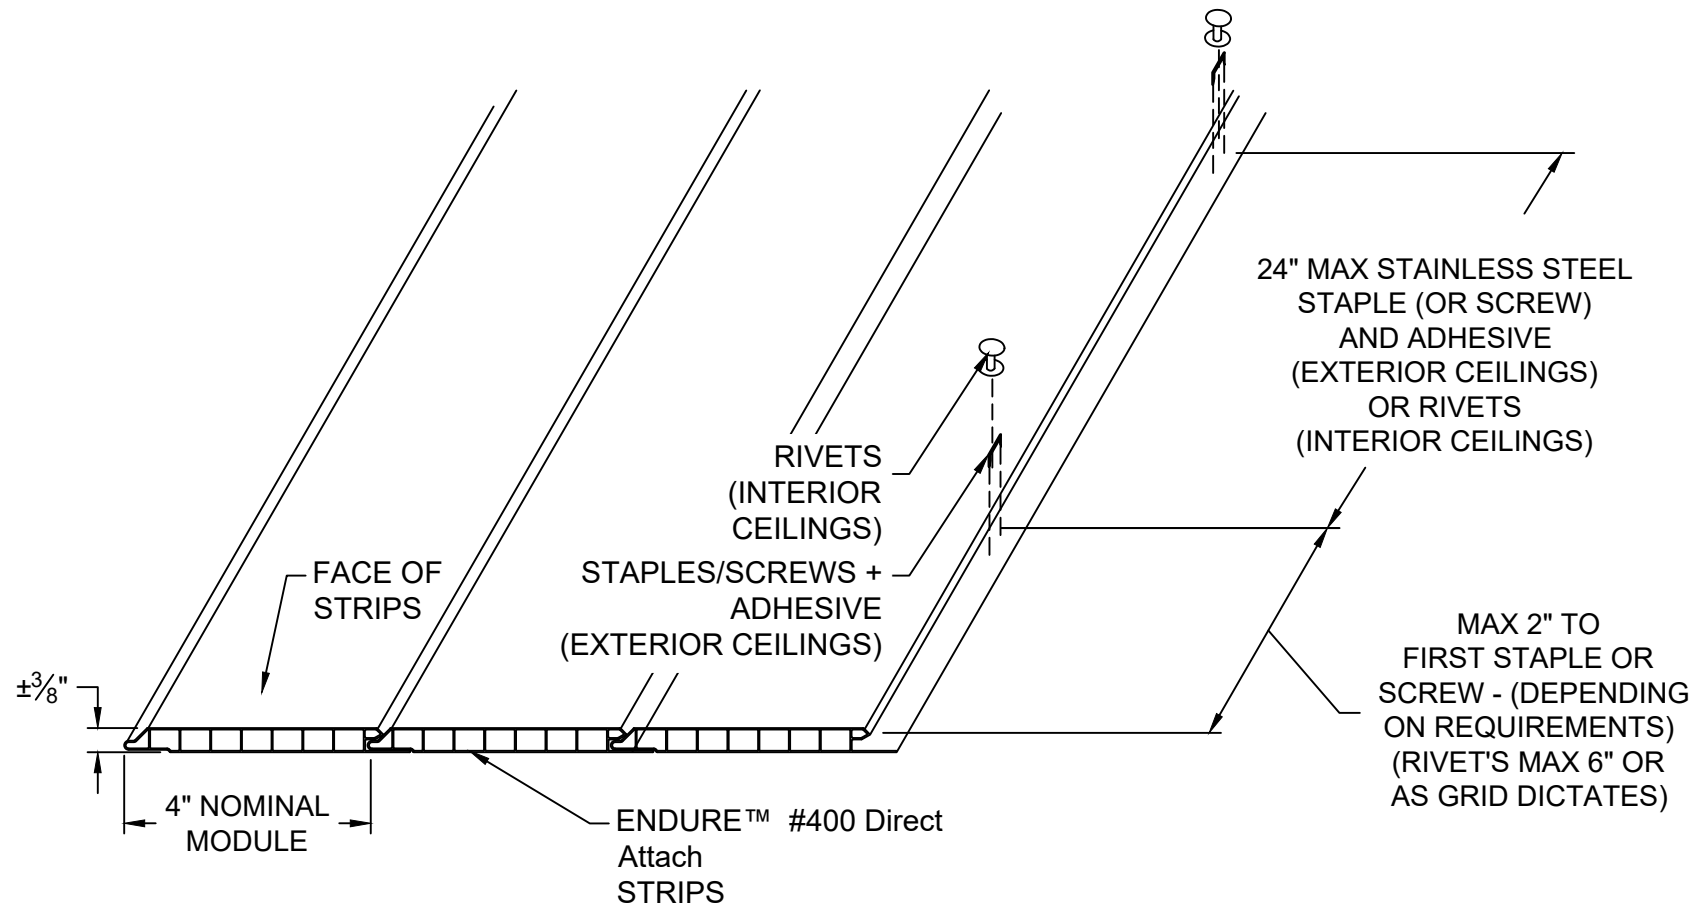 24" MAX STAINLESS STEEL
STAPLE (OR SCREW)
AND ADHESIVE
(EXTERIOR CEILINGS)
OR RIVETS
(INTERIOR CEILINGS)
RIVETS
(INTERIOR
CEILINGS)
STAPLES/SCREWS +
ADHESIVE
(EXTERIOR CEILINGS)
FACE OF
STRIPS
MAX 2" TO
FIRST STAPLE OR
SCREW - (DEPENDING
ON REQUIREMENTS)
(RIVET'S MAX 6" OR
AS GRID DICTATES)
±3⁄8"
4" NOMINAL
MODULE
ENDURE™ #400 Direct
Attach
STRIPS